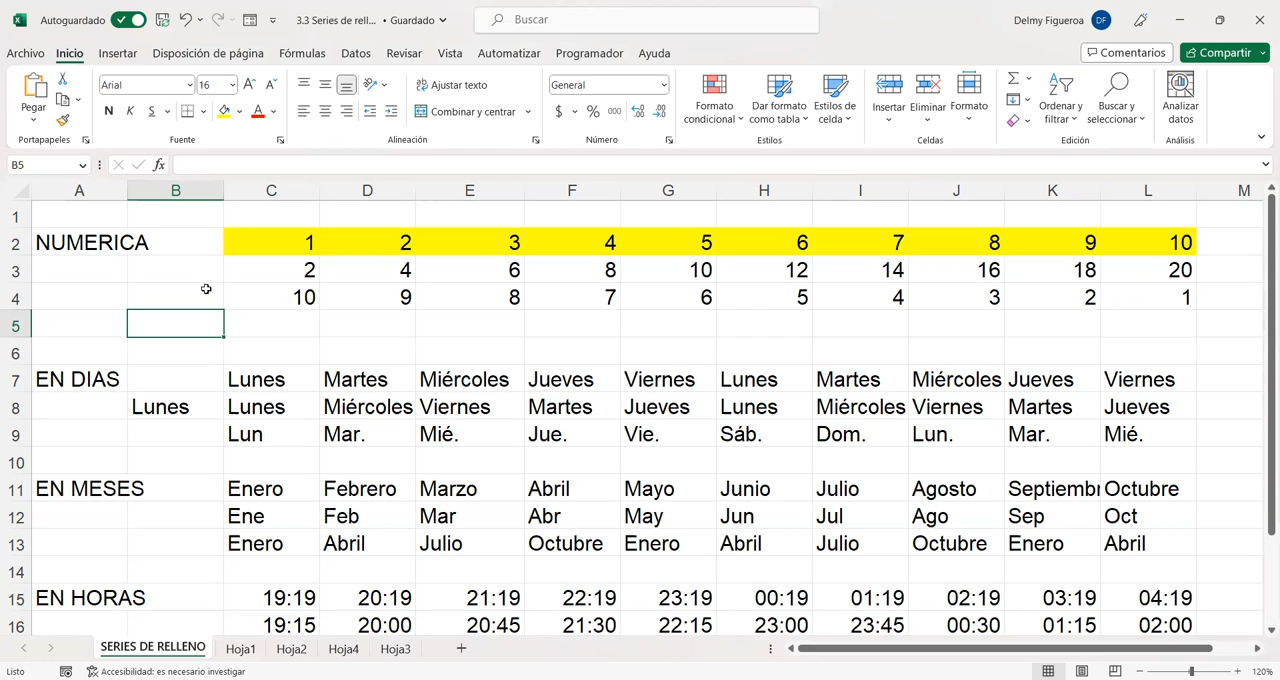 Autoguardado 3.3 Series de rell... • Guardado Buscar Delmy Figueroa DF
Archivo Inicio Insertar Disposición de página Fórmulas Datos Revisar Vista Automatizar Programador Ayuda Comentarios Compartir
Pegar Arial 16 A A Ajustar texto General Formato condicional Dar formato como tabla Estilos de celda Insertar Eliminar Formato Ordenar y filtrar Buscar y seleccionar Analizar datos
N K S A Combinar y centrar $ % 000
Portapapeles Fuente Alineación Número Estilos Celdas Edición Análisis
B5 fx
A B C D E F G H I J K L M
1
2 NUMERICA 1 2 3 4 5 6 7 8 9 10
3 2 4 6 8 10 12 14 16 18 20
4 10 9 8 7 6 5 4 3 2 1
5
6
7 EN DIAS Lunes Martes Miércoles Jueves Viernes Lunes Martes Miércoles Jueves Viernes
8 Lunes Lunes Miércoles Viernes Martes Jueves Lunes Miércoles Viernes Martes Jueves
9 Lun Mar. Mié. Jue. Vie. Sáb. Dom. Lun. Mar. Mié.
10
11 EN MESES Enero Febrero Marzo Abril Mayo Junio Julio Agosto Septiembr Octubre
12 Ene Feb Mar Abr May Jun Jul Ago Sep Oct
13 Enero Abril Julio Octubre Enero Abril Julio Octubre Enero Abril
14
15 EN HORAS 19:19 20:19 21:19 22:19 23:19 00:19 01:19 02:19 03:19 04:19
16 19:15 20:00 20:45 21:30 22:15 23:00 23:45 00:30 01:15 02:00
SERIES DE RELLENO Hoja1 Hoja2 Hoja4 Hoja3
Listo Accesibilidad: es necesario investigar 120%